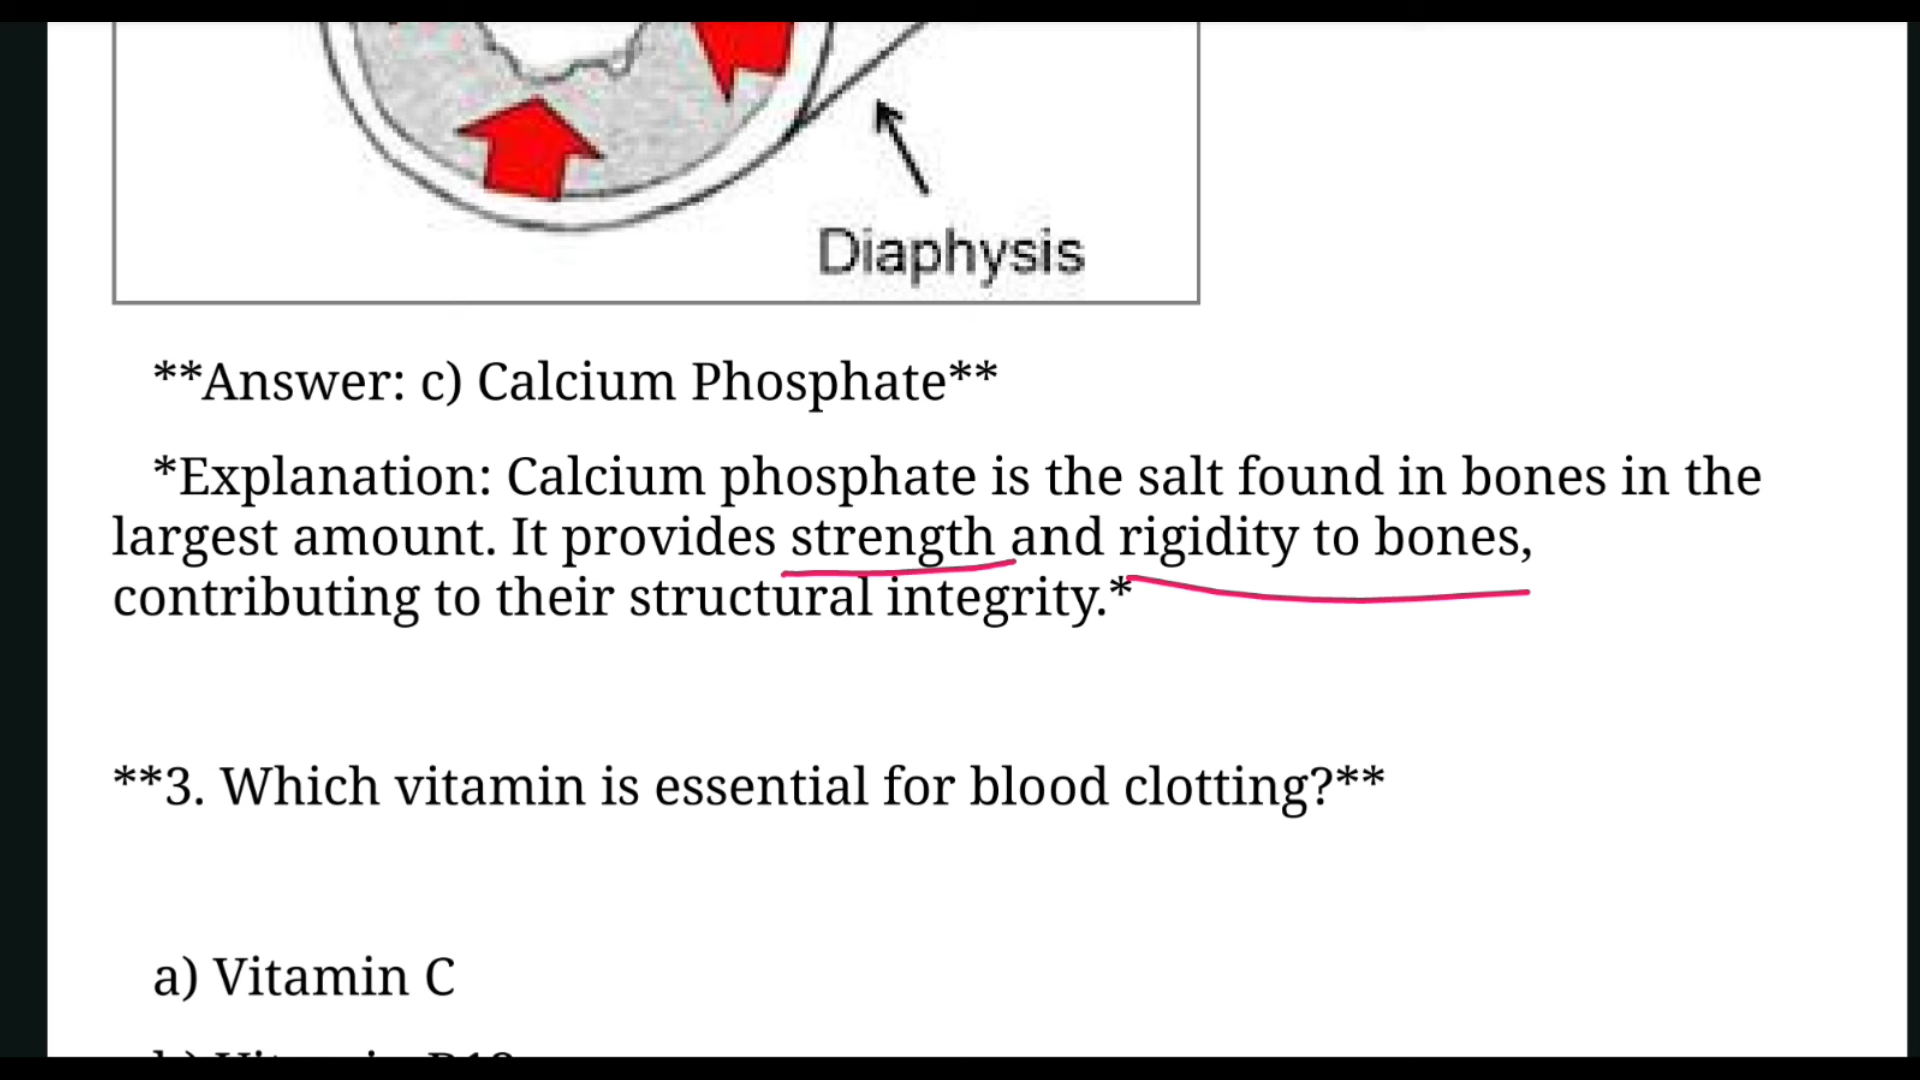 Diaphysis
**Answer: c) Calcium Phosphate**
*Explanation: Calcium phosphate is the salt found in bones in the
largest amount. It provides strength and rigidity to bones,
contributing to their structural integrity.*
**3. Which vitamin is essential for blood clotting?**
a) Vitamin C